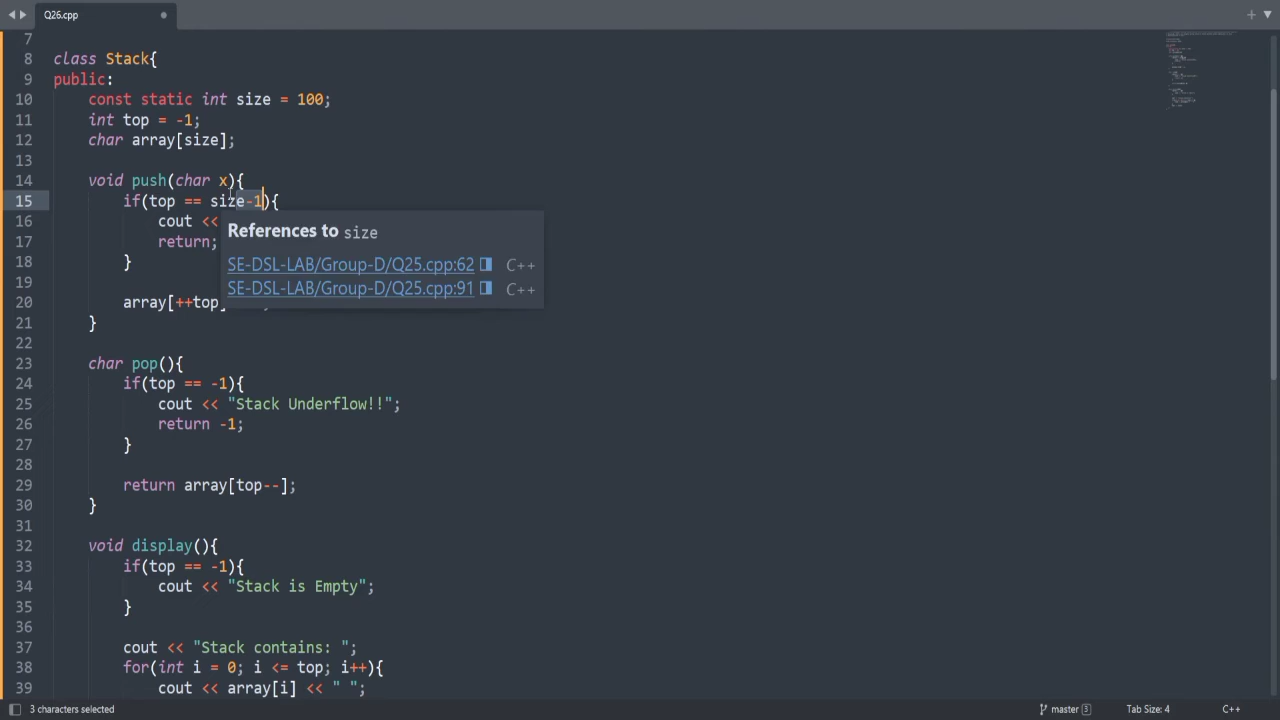 Q26.cpp
7
8 class Stack{
9 public:
10 const static int size = 100;
11 int top = -1;
12 char array[size];
13
14 void push(char x){
15 if(top == size-1){
16 cout <<
17 return;
18 }
19
20 array[++top]
21 }
22
23 char pop(){
24 if(top == -1){
25 cout << "Stack Underflow!!";
26 return -1;
27 }
28
29 return array[top--];
30 }
31
32 void display(){
33 if(top == -1){
34 cout << "Stack is Empty";
35 }
36
37 cout << "Stack contains: ";
38 for(int i = 0; i <= top; i++){
39 cout << array[i] << " ";
References to size
SE-DSL-LAB/Group-D/Q25.cpp:62 C++
SE-DSL-LAB/Group-D/Q25.cpp:91 C++
3 characters selected
master 3
Tab Size: 4
C++